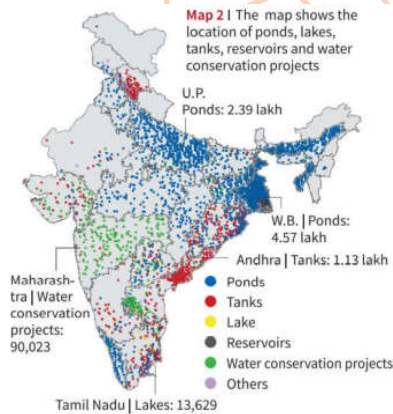 Map 2 | The map shows the
location of ponds, lakes,
tanks, reservoirs and water
conservation projects
U.P.
Ponds: 2.39 lakh
W.B. | Ponds:
4.57 lakh
Andhra | Tanks: 1.13 lakh
Maharash-
tra | Water
conservation
projects:
90,023
Ponds
Tanks
Lake
Reservoirs
Water conservation projects
Others
Tamil Nadu | Lakes: 13,629